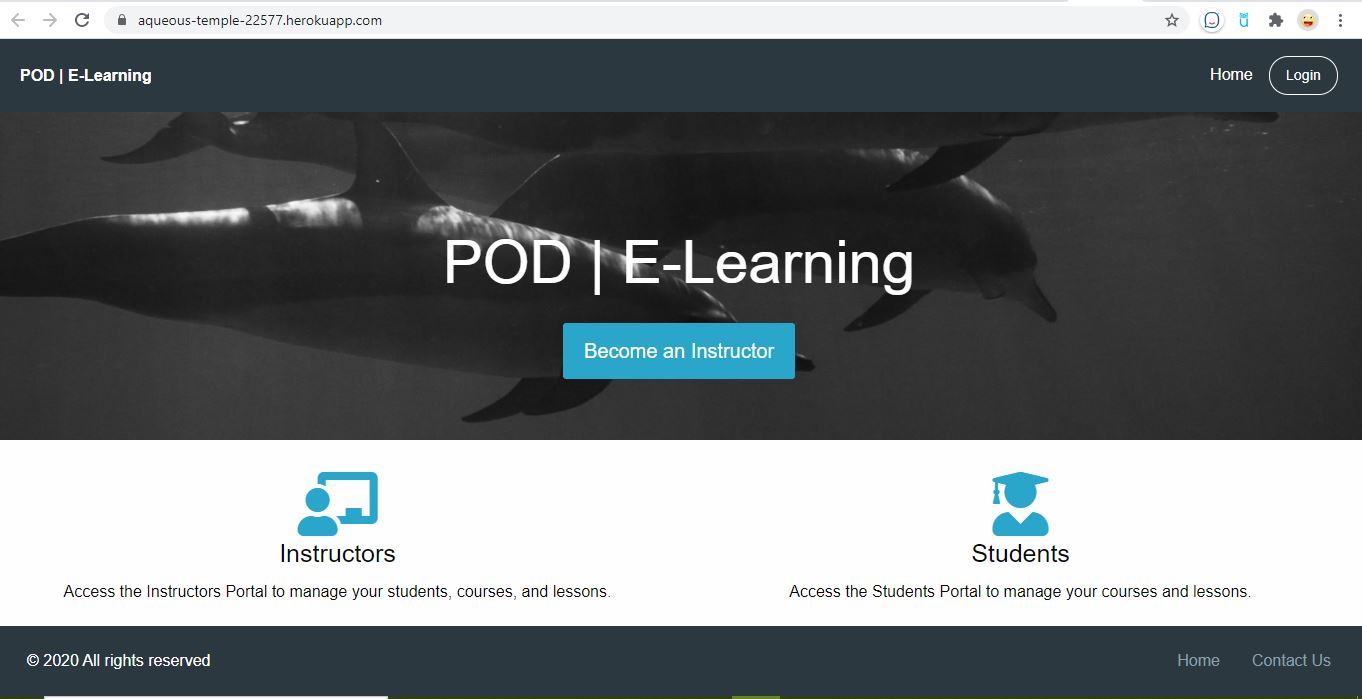 aqueous-temple-22577.herokuapp.com
POD | E-Learning
Home
Login
POD | E-Learning
Become an Instructor
Instructors
Access the Instructors Portal to manage your students, courses, and lessons.
Students
Access the Students Portal to manage your courses and lessons.
© 2020 All rights reserved
Home
Contact Us